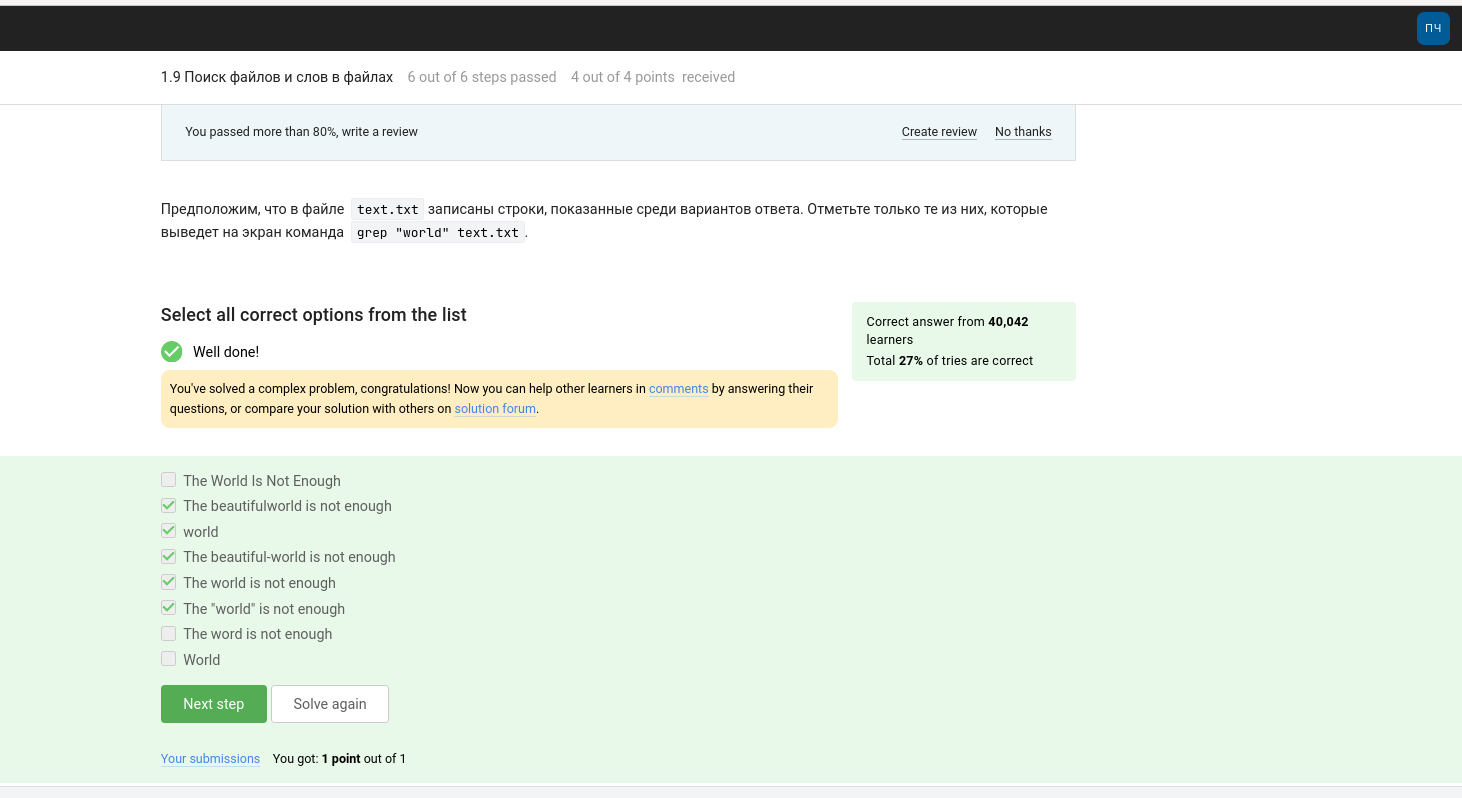 ПЧ
1.9 Поиск файлов и слов в файлах 6 out of 6 steps passed 4 out of 4 points received
You passed more than 80%, write a review Create review No thanks
Предположим, что в файле text.txt записаны строки, показанные среди вариантов ответа. Отметьте только те из них, которые
выведет на экран команда grep "world" text.txt.
Select all correct options from the list
Well done!
You've solved a complex problem, congratulations! Now you can help other learners in comments by answering their
questions, or compare your solution with others on solution forum.
Correct answer from 40,042
learners
Total 27% of tries are correct
The World Is Not Enough
The beautifulworld is not enough
world
The beautiful-world is not enough
The world is not enough
The "world" is not enough
The word is not enough
World
Next step Solve again
Your submissions You got: 1 point out of 1